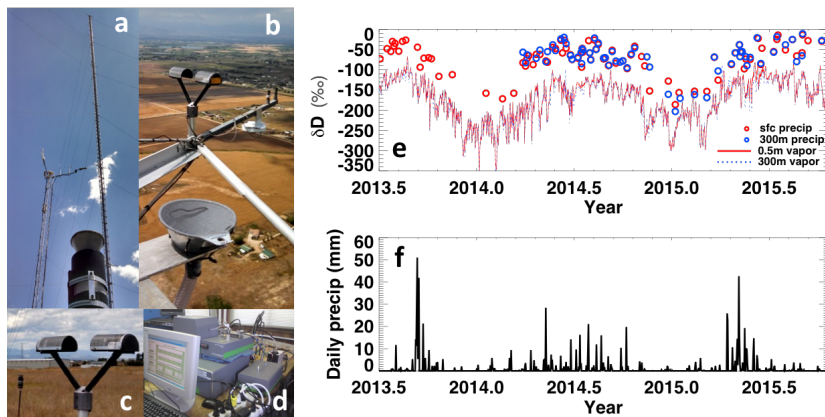 a
b
c
d
0
-50
-100
-150
-200
-250
-300
-350
δD (‰)
e
sfc precip
300m precip
0.5m vapor
300m vapor
2013.5 2014.0 2014.5 2015.0 2015.5
Year
60
50
40
30
20
10
0
Daily precip (mm)
f
2013.5 2014.0 2014.5 2015.0 2015.5
Year